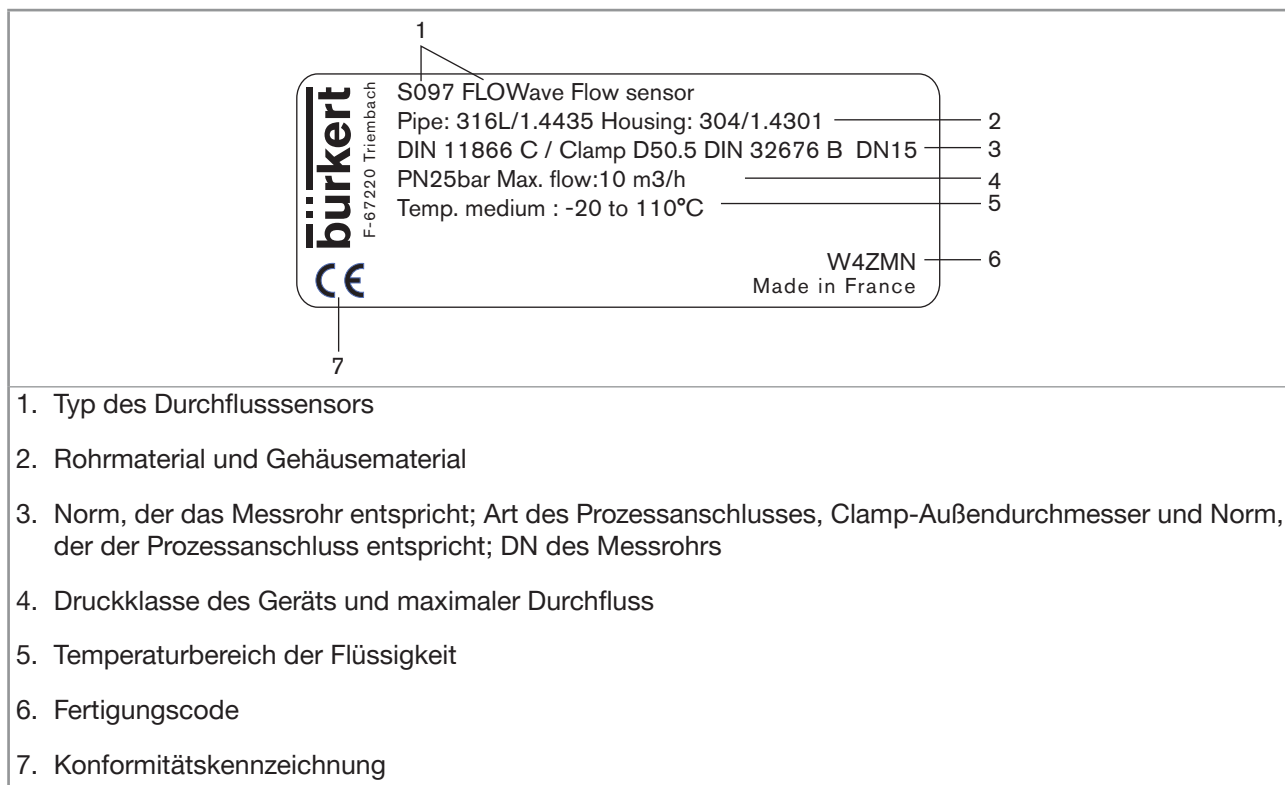 1
bürkert
F-67220 Triembach
S097 FLOWave Flow sensor
Pipe: 316L/1.4435 Housing: 304/1.4301
2
DIN 11866 C / Clamp D50.5 DIN 32676 B DN15
3
PN25bar Max. flow:10 m3/h
4
Temp. medium : -20 to 110°C
5
W4ZMN
6
Made in France
CE
7
1. Typ des Durchflusssensors
2. Rohrmaterial und Gehäusematerial
3. Norm, der das Messrohr entspricht; Art des Prozessanschlusses, Clamp-Außendurchmesser und Norm,
der der Prozessanschluss entspricht; DN des Messrohrs
4. Druckklasse des Geräts und maximaler Durchfluss
5. Temperaturbereich der Flüssigkeit
6. Fertigungscode
7. Konformitätskennzeichnung